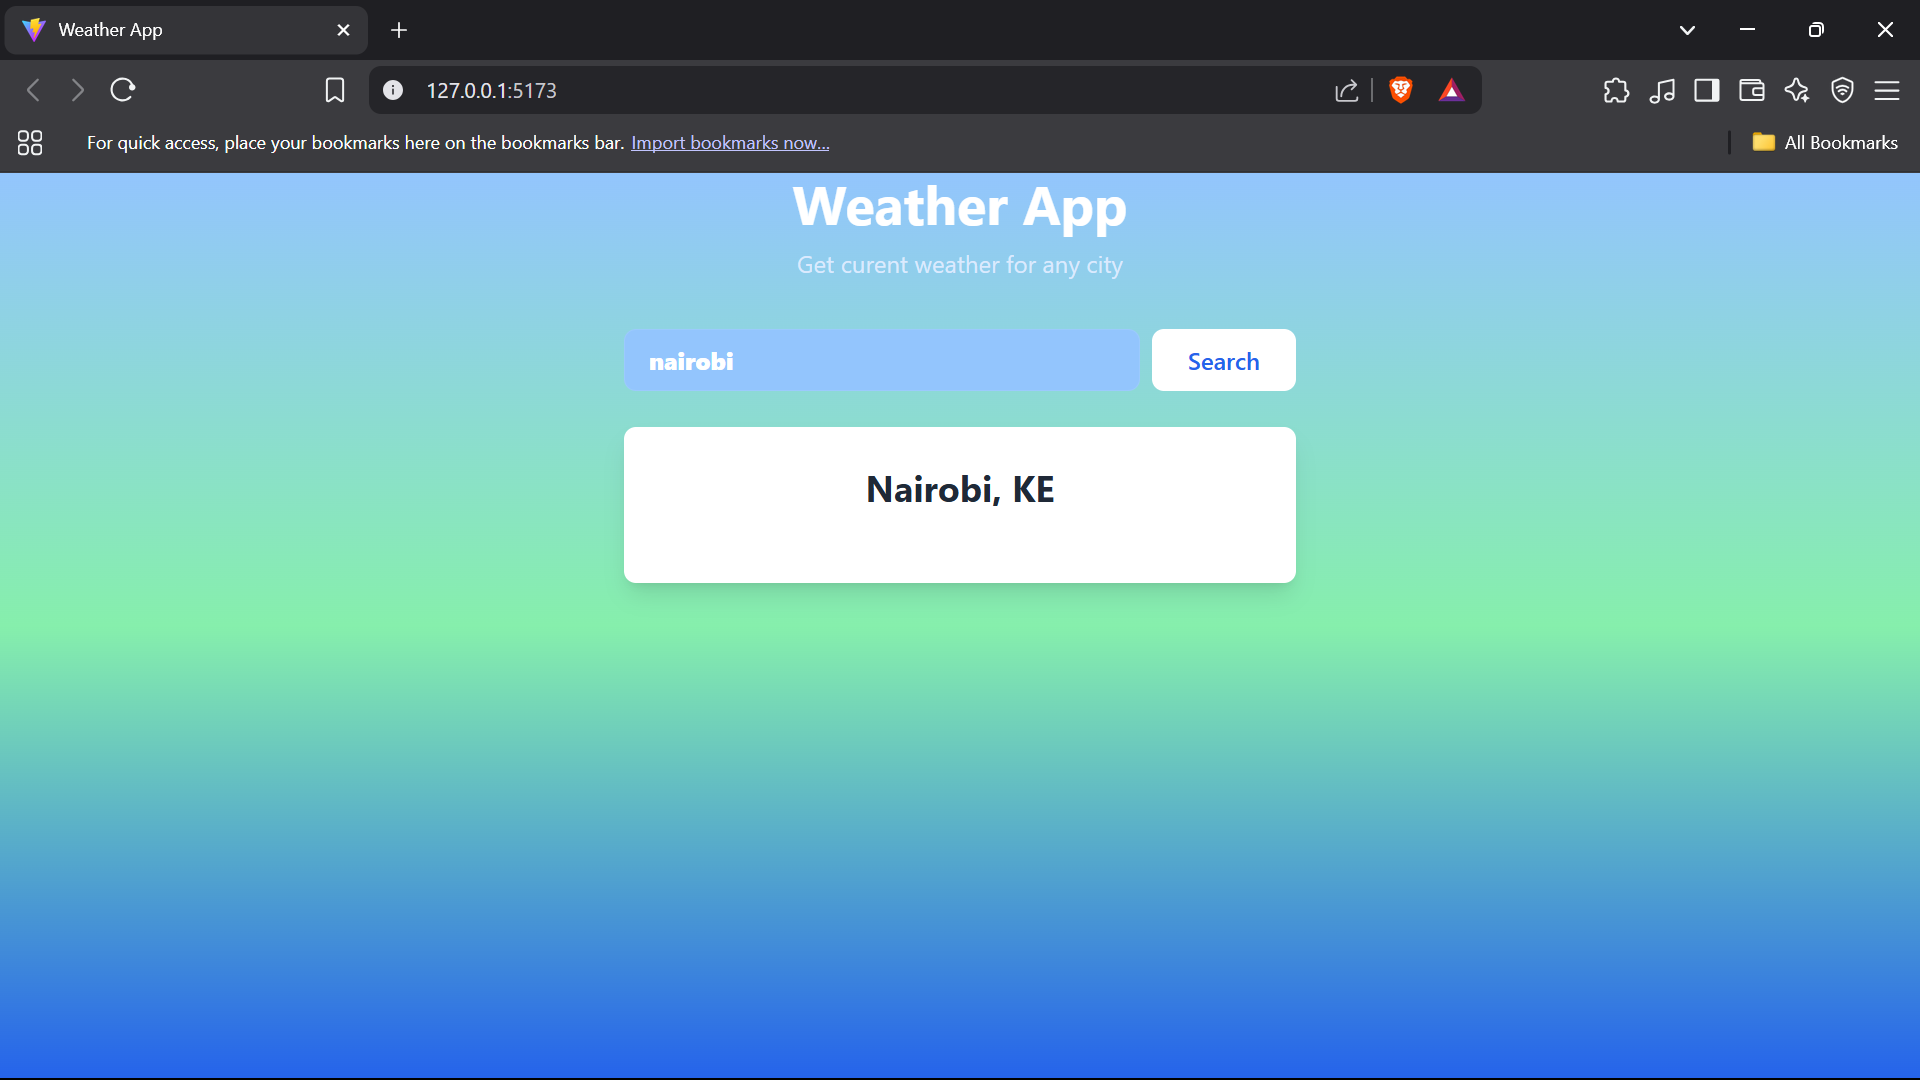 Weather App
127.0.0.1:5173
For quick access, place your bookmarks here on the bookmarks bar. Import bookmarks now...
All Bookmarks
Weather App
Get curent weather for any city
nairobi
Search
Nairobi, KE